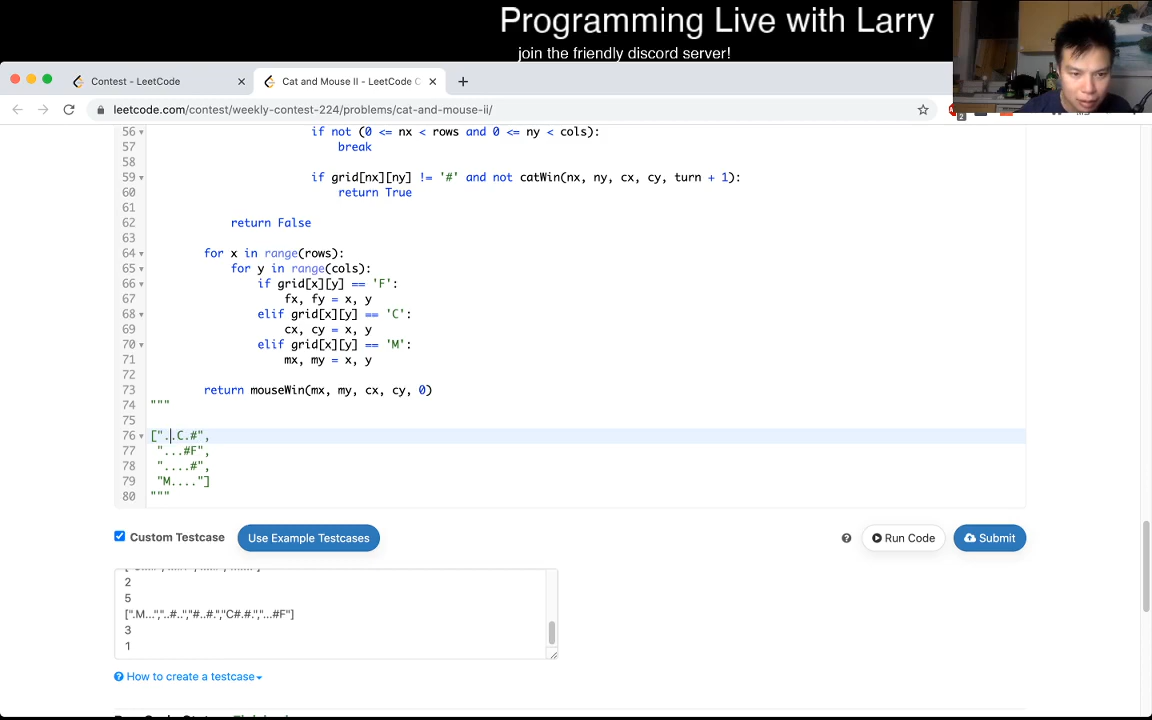 Programming Live with Larry
join the friendly discord server!
Contest - LeetCode
Cat and Mouse II - LeetCode C
leetcode.com/contest/weekly-contest-224/problems/cat-and-mouse-ii/
2
56 if not (0 <= nx < rows and 0 <= ny < cols):
57 break
58
59 if grid[nx][ny] != '#' and not catWin(nx, ny, cx, cy, turn + 1):
60 return True
61
62 return False
63
64 for x in range(rows):
65 for y in range(cols):
66 if grid[x][y] == 'F':
67 fx, fy = x, y
68 elif grid[x][y] == 'C':
69 cx, cy = x, y
70 elif grid[x][y] == 'M':
71 mx, my = x, y
72
73 return mouseWin(mx, my, cx, cy, 0)
74 """
75
76 ["..C.#",
77 "...#F",
78 "....#",
79 "M...."]
80 """
Custom Testcase Use Example Testcases Run Code Submit
2
5
[".M...","..#..","#..#.","C#.#.","...#F"]
3
1
How to create a testcase